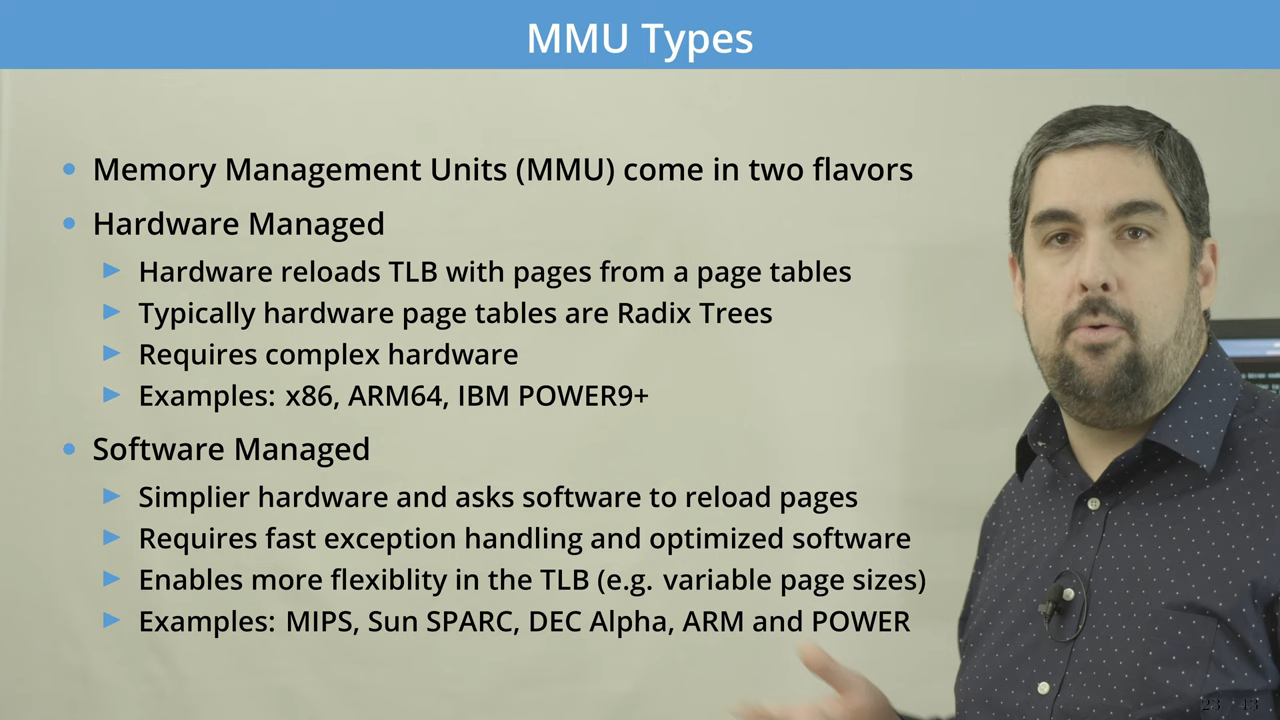 MMU Types
Memory Management Units (MMU) come in two flavors
Hardware Managed
Hardware reloads TLB with pages from a page tables
Typically hardware page tables are Radix Trees
Requires complex hardware
Examples: x86, ARM64, IBM POWER9+
Software Managed
Simplier hardware and asks software to reload pages
Requires fast exception handling and optimized software
Enables more flexiblity in the TLB (e.g. variable page sizes)
Examples: MIPS, Sun SPARC, DEC Alpha, ARM and POWER